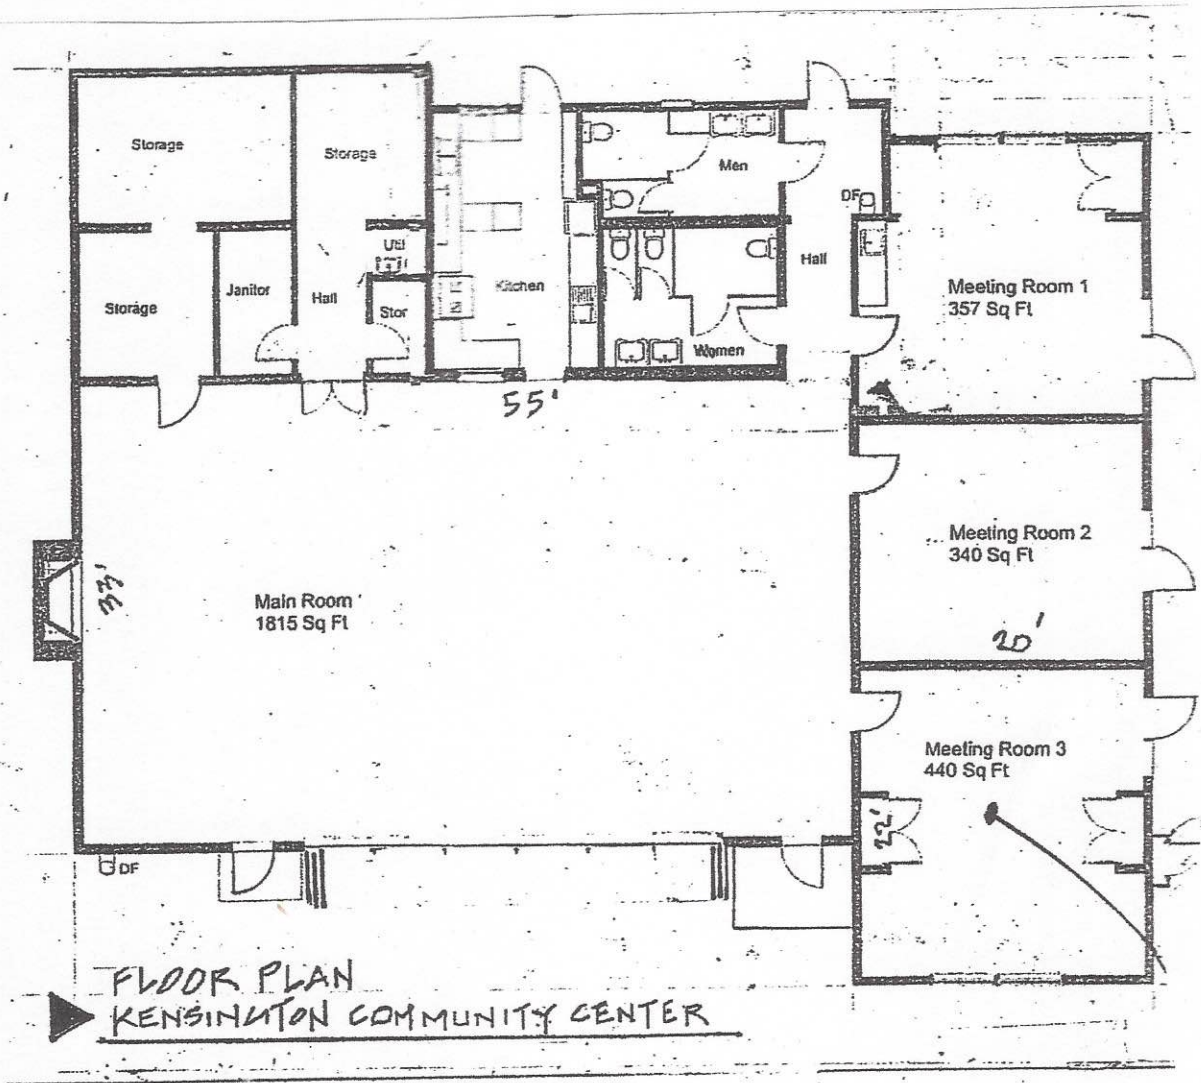 Storage
Storage
Men
DF
Util
Hall
Meeting Room 1
357 Sq Ft
Storage
Janitor
Hall
Stor
Kitchen
Women
55'
Meeting Room 2
340 Sq Ft
33'
Main Room
1815 Sq Ft
20'
Meeting Room 3
440 Sq Ft
22'
DF
FLOOR PLAN
KENSINGTON COMMUNITY CENTER